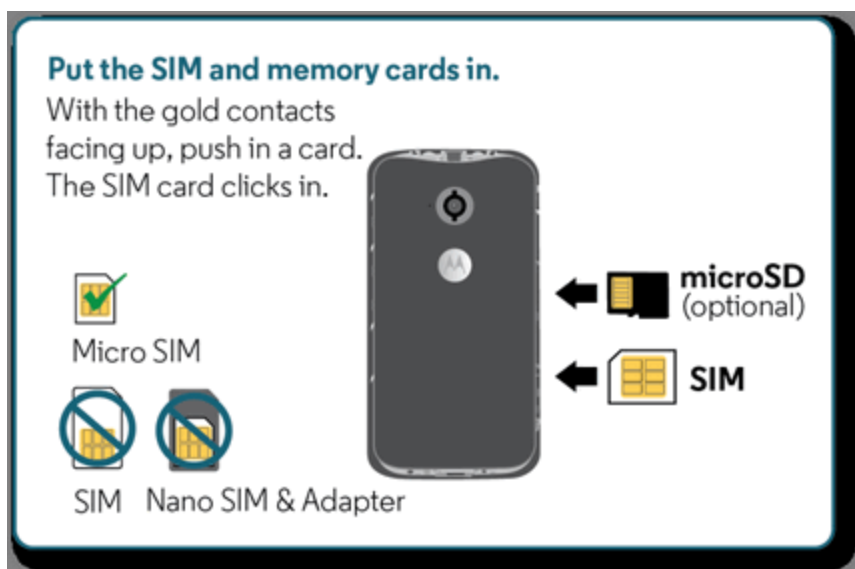 Put the SIM and memory cards in.
With the gold contacts
facing up, push in a card.
The SIM card clicks in.
microSD
(optional)
SIM
Micro SIM
SIM
Nano SIM & Adapter